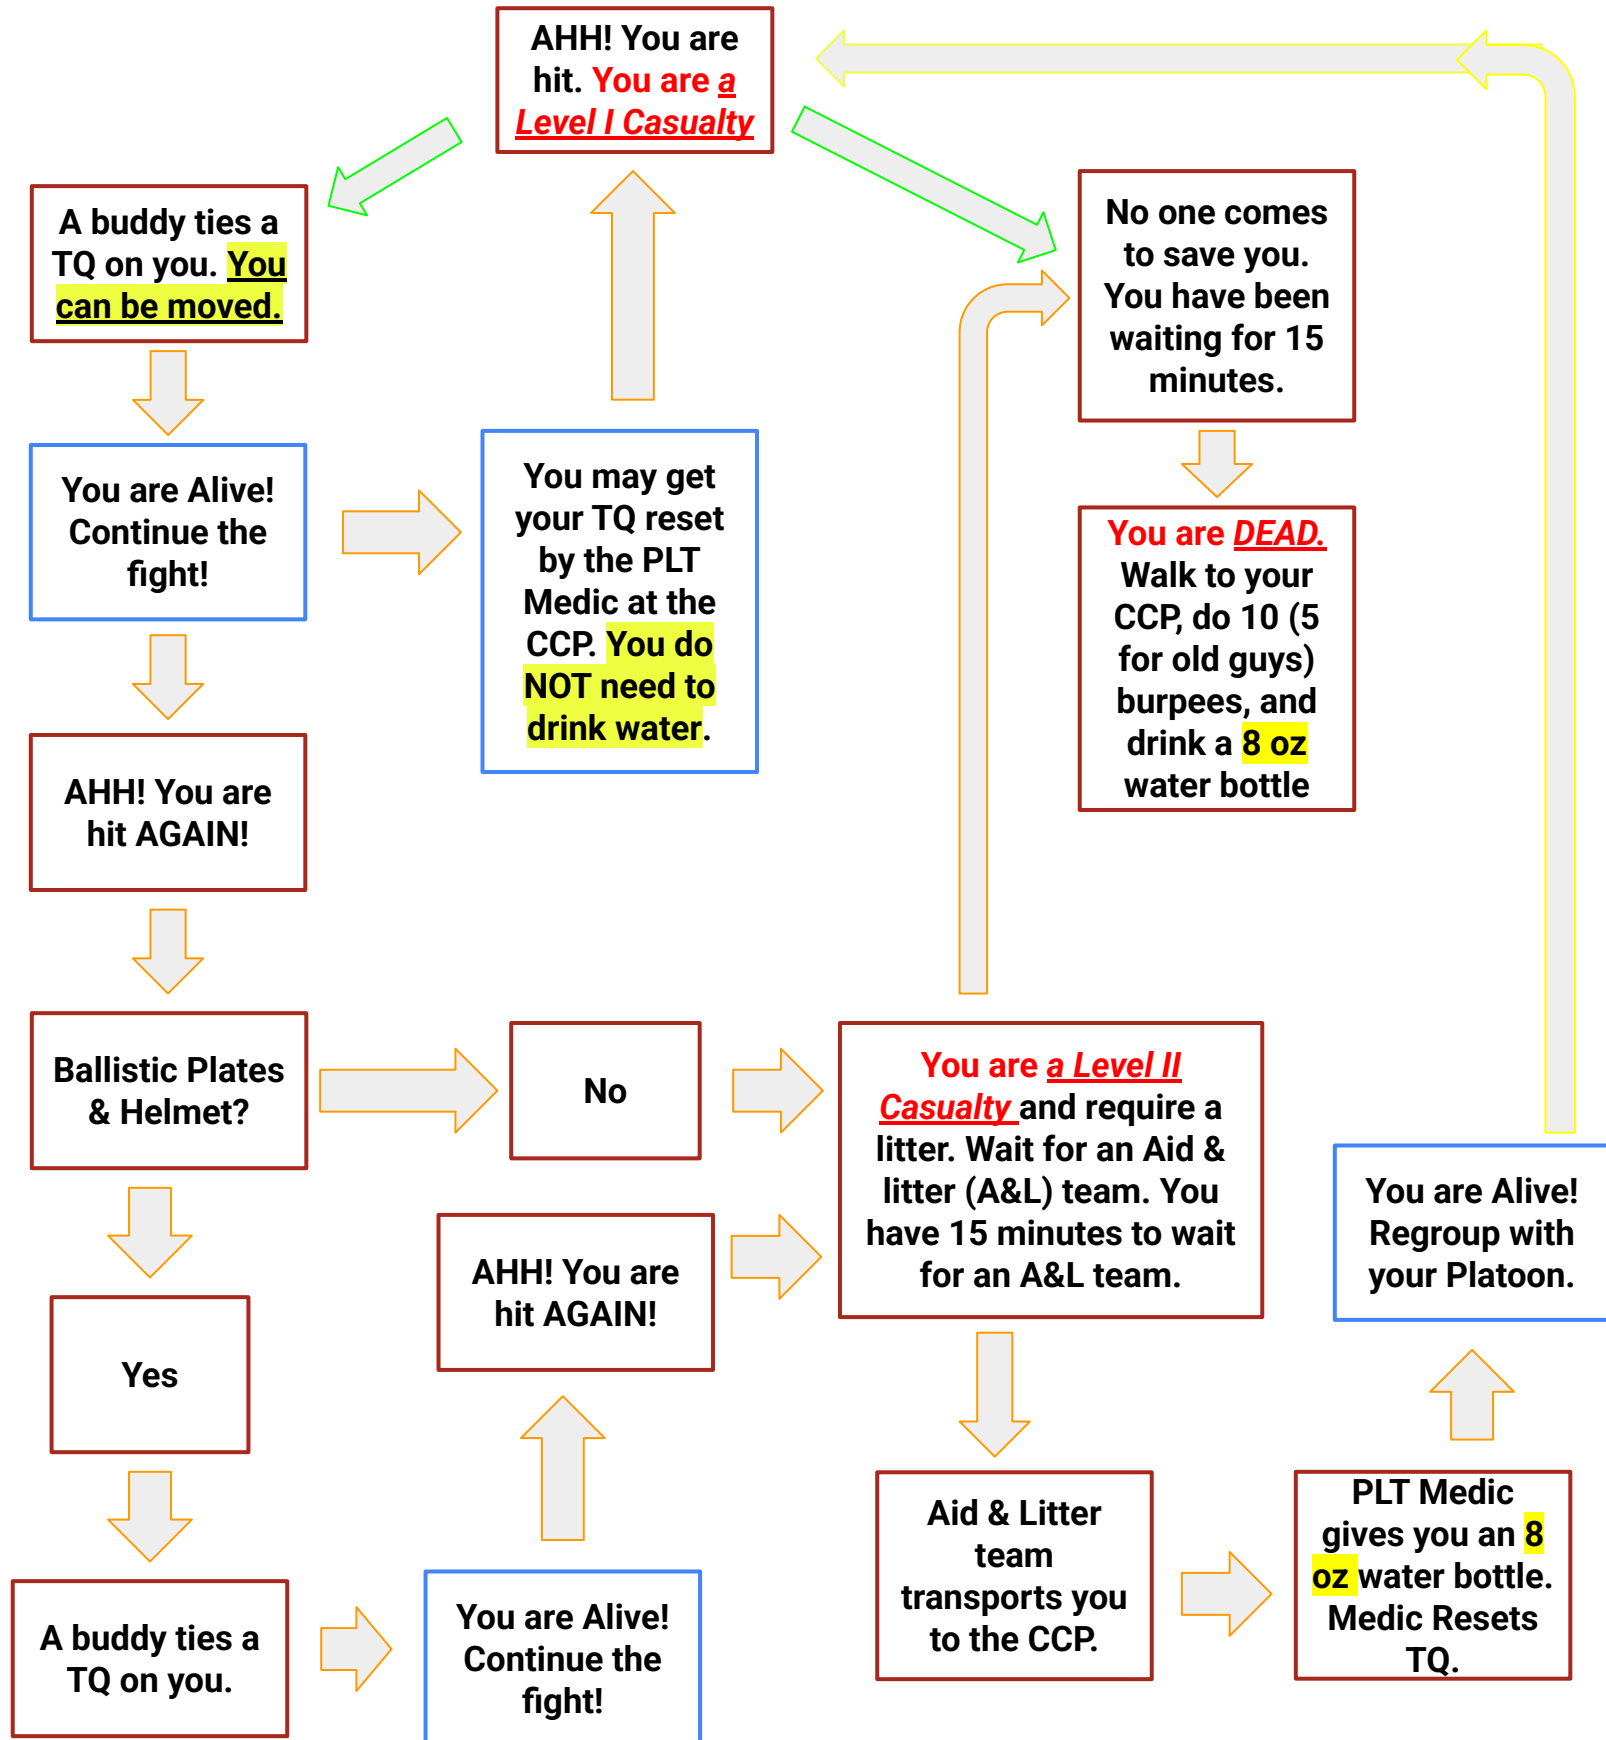 AHH! You are
hit. You are a
Level I Casualty
A buddy ties a
TQ on you. You
can be moved.
No one comes
to save you.
You have been
waiting for 15
minutes.
You are Alive!
Continue the
fight!
You may get
your TQ reset
by the PLT
Medic at the
CCP. You do
NOT need to
drink water.
You are DEAD.
Walk to your
CCP, do 10 (5
for old guys)
burpees, and
drink a 8 oz
water bottle
AHH! You are
hit AGAIN!
Ballistic Plates
& Helmet?
No
You are a Level II
Casualty and require a
litter. Wait for an Aid &
litter (A&L) team. You
have 15 minutes to wait
for an A&L team.
You are Alive!
Regroup with
your Platoon.
AHH! You are
hit AGAIN!
Yes
Aid & Litter
team
transports you
to the CCP.
PLT Medic
gives you an 8
oz water bottle.
Medic Resets
TQ.
A buddy ties a
TQ on you.
You are Alive!
Continue the
fight!